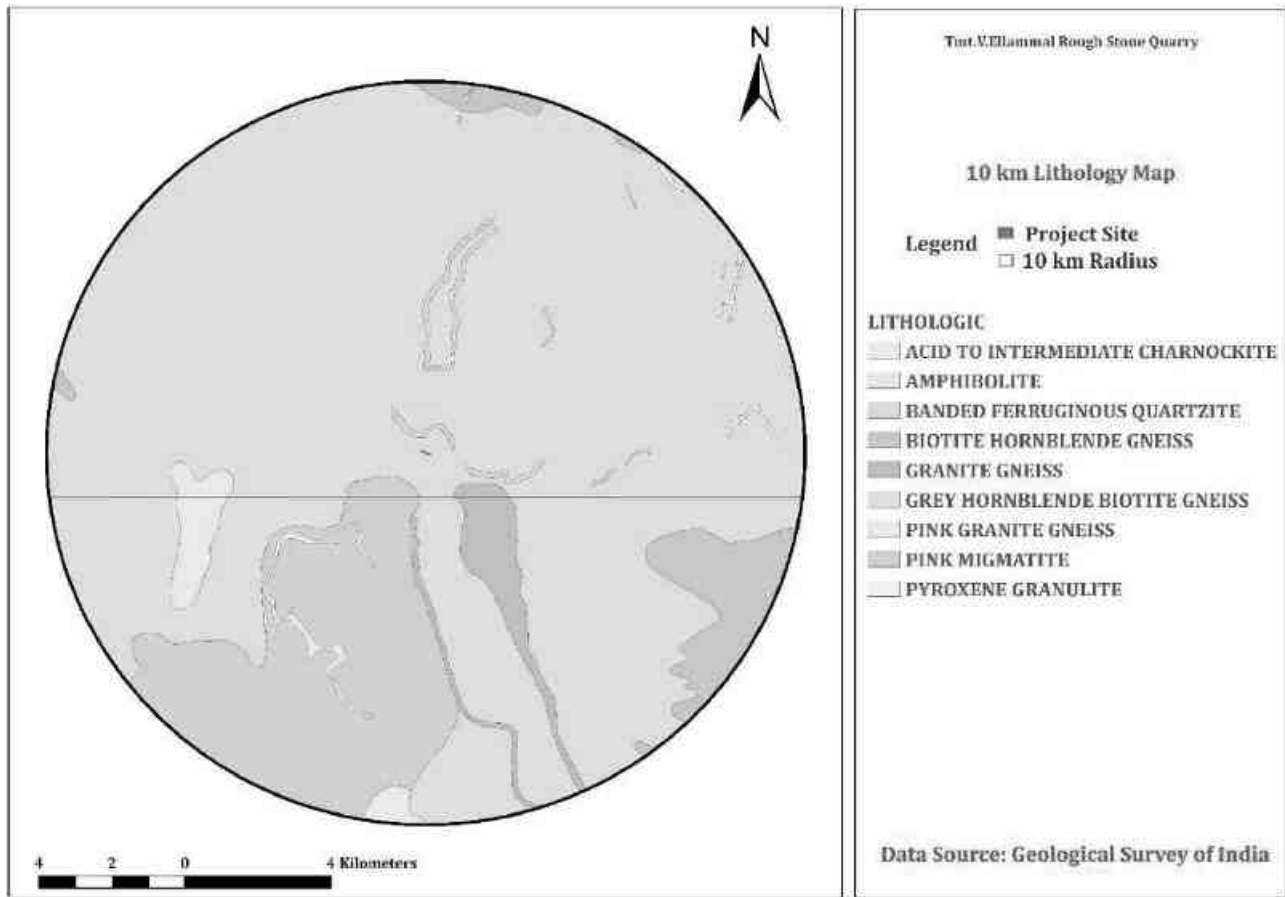 N
4 2 0 4 Kilometers
Tmt.V.Ellammal Rough Stone Quarry
10 km Lithology Map
Legend
Project Site
10 km Radius
LITHOLOGIC
ACID TO INTERMEDIATE CHARNOCKITE
AMPHIBOLITE
BANDED FERRUGINOUS QUARTZITE
BIOTITE HORNBLENDE GNEISS
GRANITE GNEISS
GREY HORNBLENDE BIOTITE GNEISS
PINK GRANITE GNEISS
PINK MIGMATITE
PYROXENE GRANULITE
Data Source: Geological Survey of India